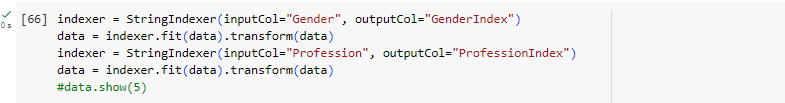 [66] indexer = StringIndexer(inputCol="Gender", outputCol="GenderIndex")
0s
data = indexer.fit(data).transform(data)
indexer = StringIndexer(inputCol="Profession", outputCol="ProfessionIndex")
data = indexer.fit(data).transform(data)
#data.show(5)